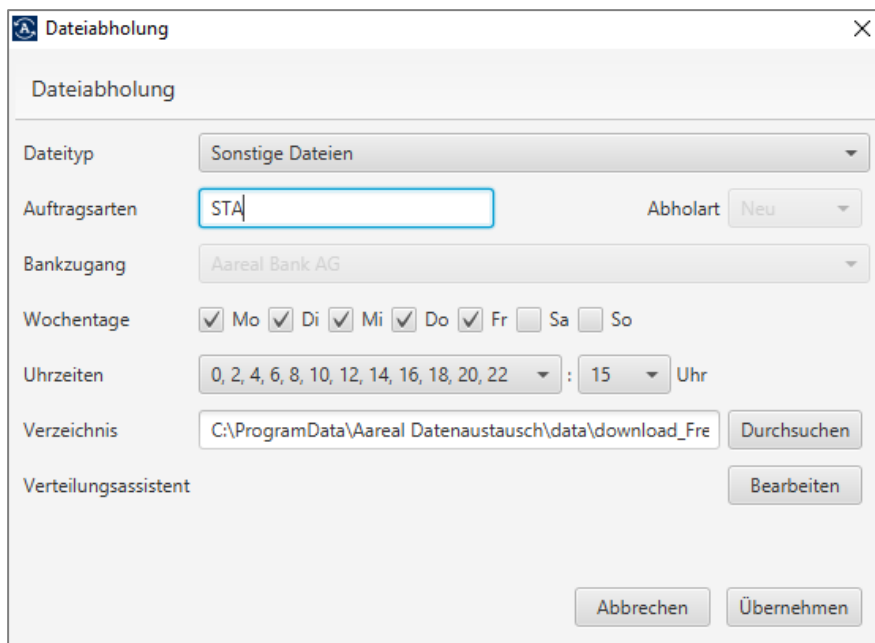 Dateiabholung
Dateiabholung
Dateityp Sonstige Dateien
Auftragsarten STA Abholart Neu
Bankzugang Aareal Bank AG
Wochentage Mo Di Mi Do Fr Sa So
Uhrzeiten 0, 2, 4, 6, 8, 10, 12, 14, 16, 18, 20, 22 : 15 Uhr
Verzeichnis C:\ProgramData\Aareal Datenaustausch\data\download_Fre Durchsuchen
Verteilungsassistent Bearbeiten
Abbrechen Übernehmen